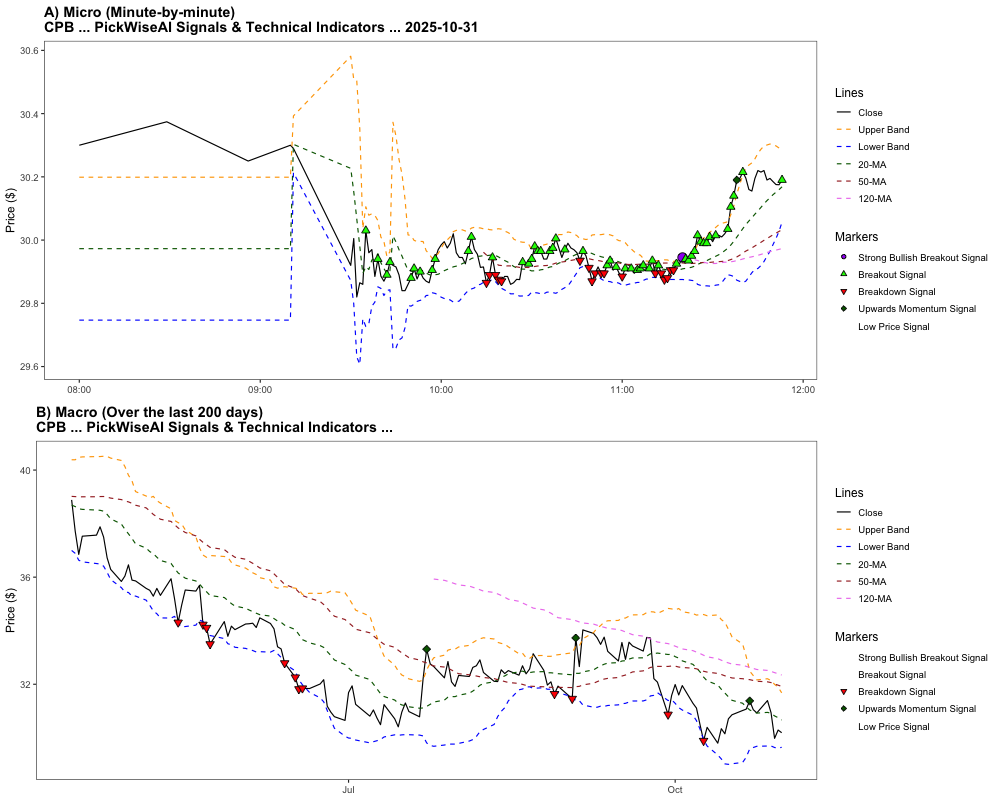 A) Micro (Minute-by-minute)
CPB ... PickWiseAI Signals & Technical Indicators ... 2025-10-31
Price ($)
30.6
30.4
30.2
30.0
29.8
29.6
08:00
09:00
10:00
11:00
12:00
Lines
Close
Upper Band
Lower Band
20-MA
50-MA
120-MA
Markers
Strong Bullish Breakout Signal
Breakout Signal
Breakdown Signal
Upwards Momentum Signal
Low Price Signal
B) Macro (Over the last 200 days)
CPB ... PickWiseAI Signals & Technical Indicators ...
Price ($)
40
36
32
Jul
Oct
Lines
Close
Upper Band
Lower Band
20-MA
50-MA
120-MA
Markers
Strong Bullish Breakout Signal
Breakout Signal
Breakdown Signal
Upwards Momentum Signal
Low Price Signal